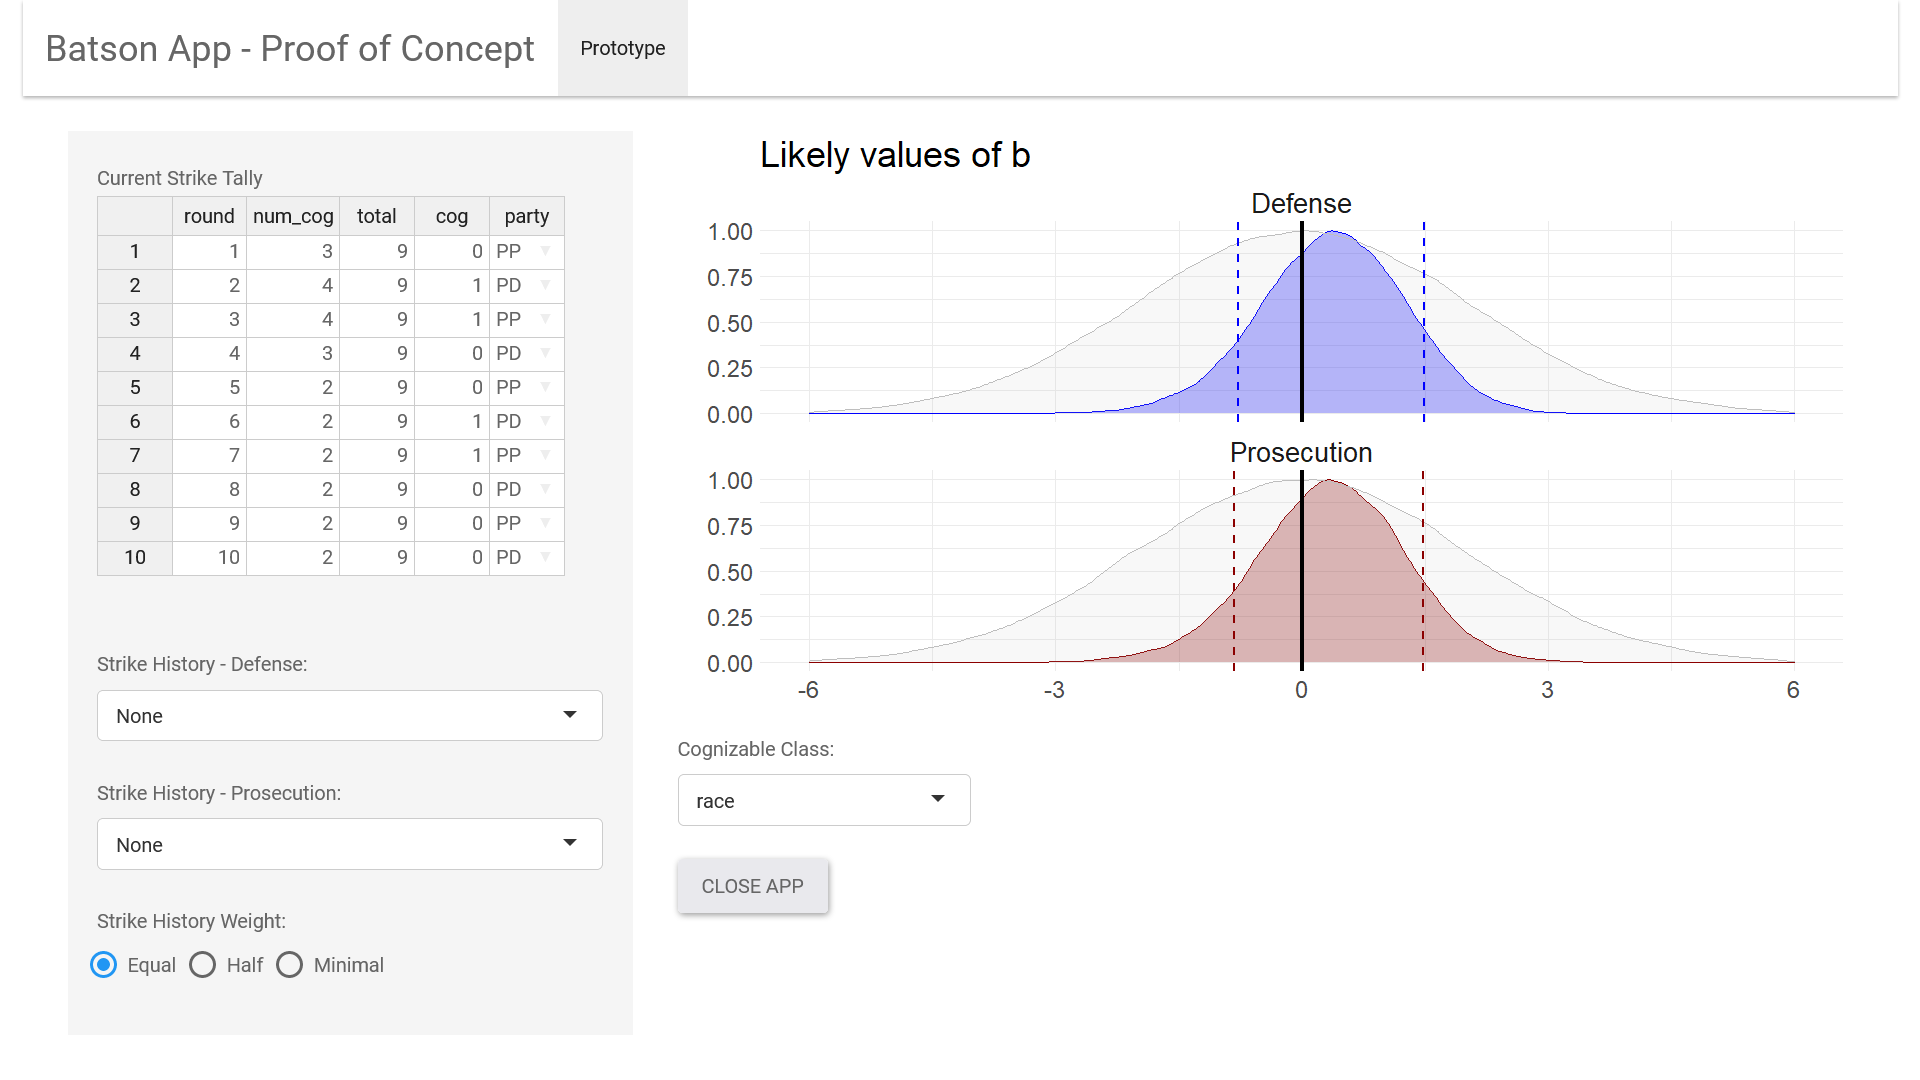 Batson App - Proof of Concept
Prototype
Current Strike Tally
round num_cog total cog party
1 1 3 9 0 PP
2 2 4 9 1 PD
3 3 4 9 1 PP
4 4 3 9 0 PD
5 5 2 9 0 PP
6 6 2 9 1 PD
7 7 2 9 1 PP
8 8 2 9 0 PD
9 9 2 9 0 PP
10 10 2 9 0 PD
Strike History - Defense:
None
Strike History - Prosecution:
None
Strike History Weight:
Equal Half Minimal
Likely values of b
Defense
1.00
0.75
0.50
0.25
0.00
Prosecution
1.00
0.75
0.50
0.25
0.00
-6 -3 0 3 6
Cognizable Class:
race
CLOSE APP